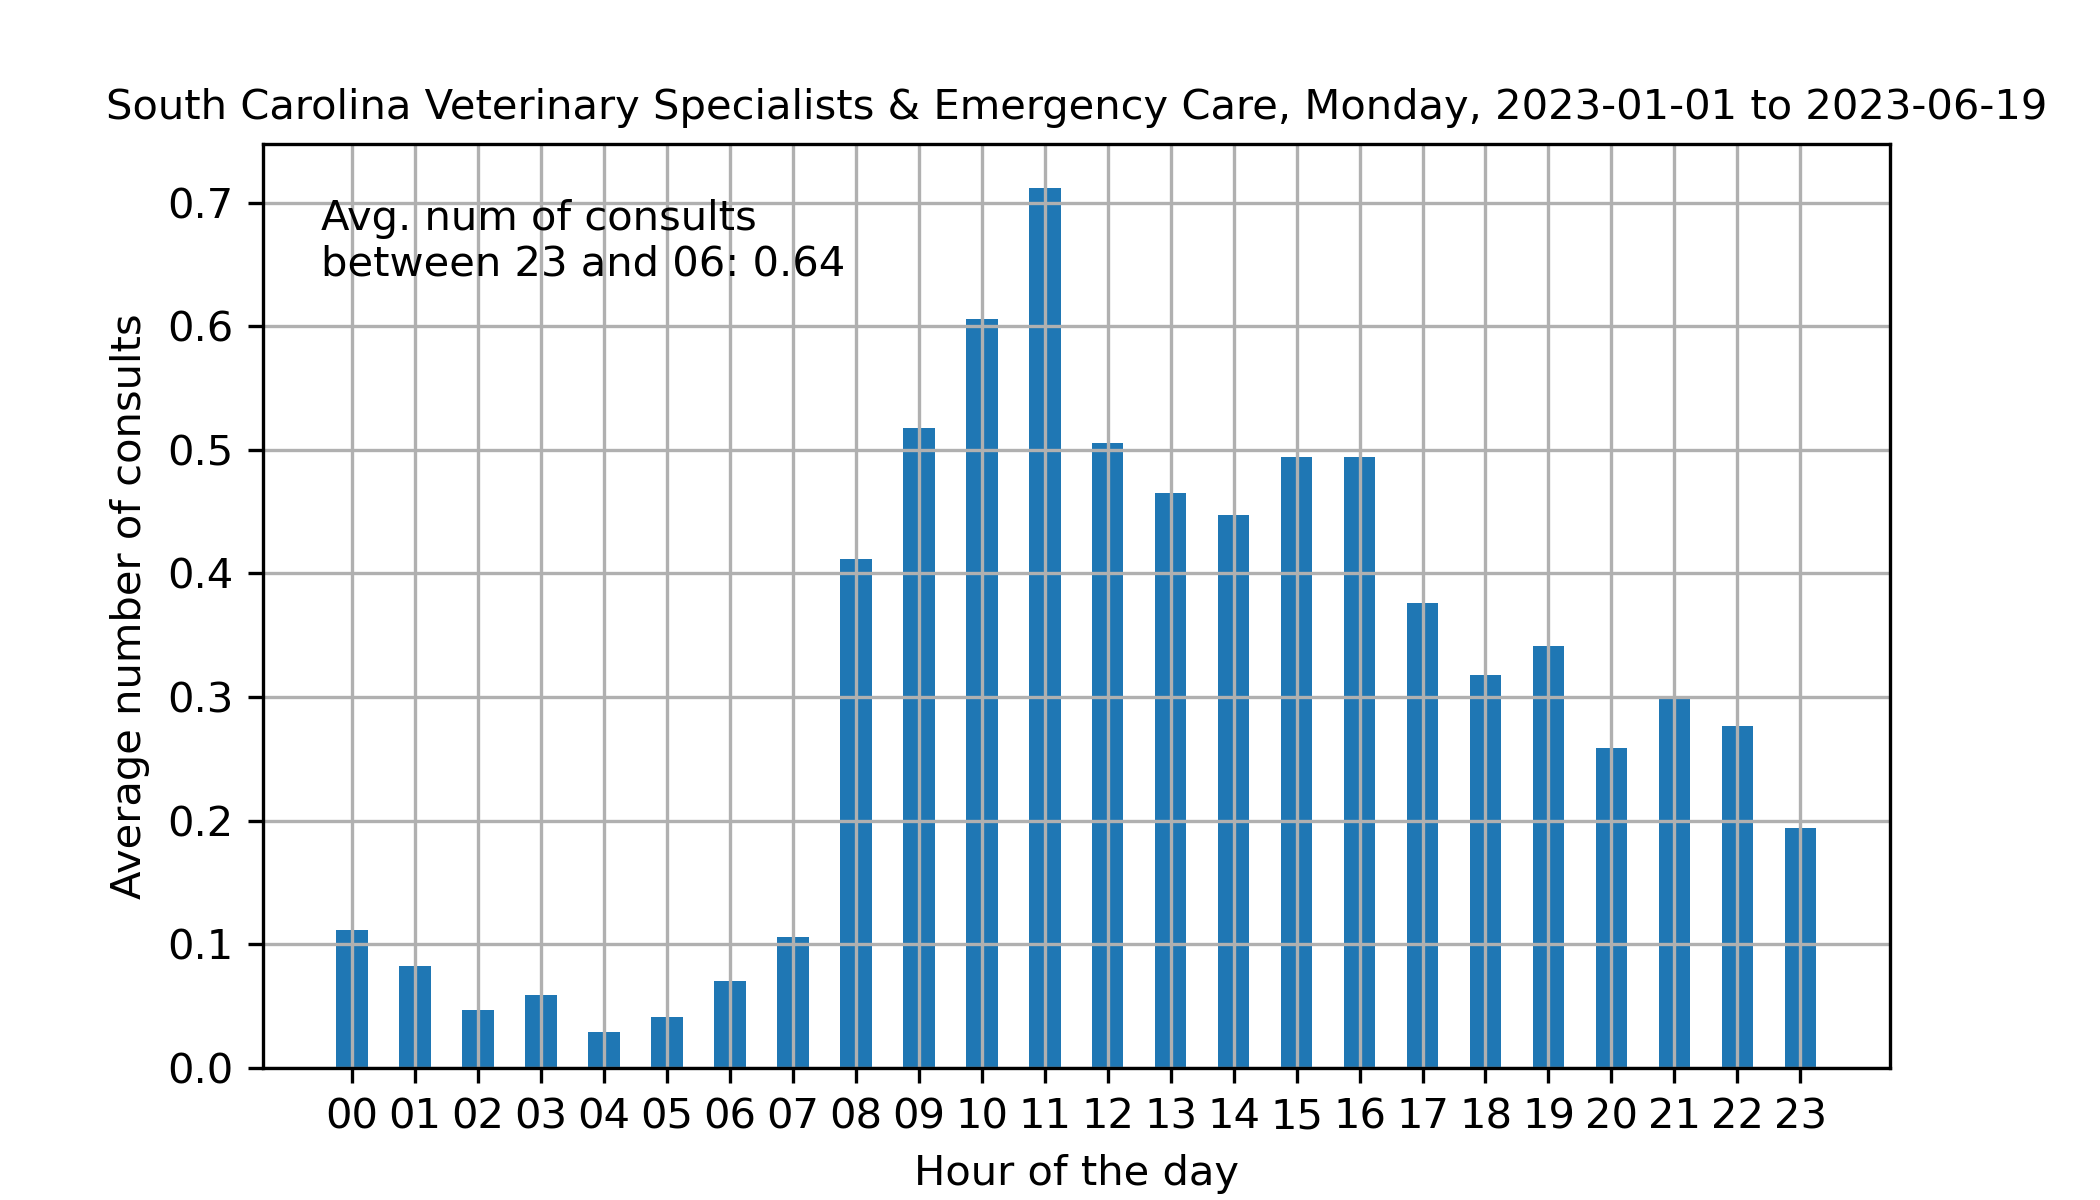 South Carolina Veterinary Specialists & Emergency Care, Monday, 2023-01-01 to 2023-06-19
Avg. num of consults
between 23 and 06: 0.64
Average number of consults
0.7
0.6
0.5
0.4
0.3
0.2
0.1
0.0
00 01 02 03 04 05 06 07 08 09 10 11 12 13 14 15 16 17 18 19 20 21 22 23
Hour of the day